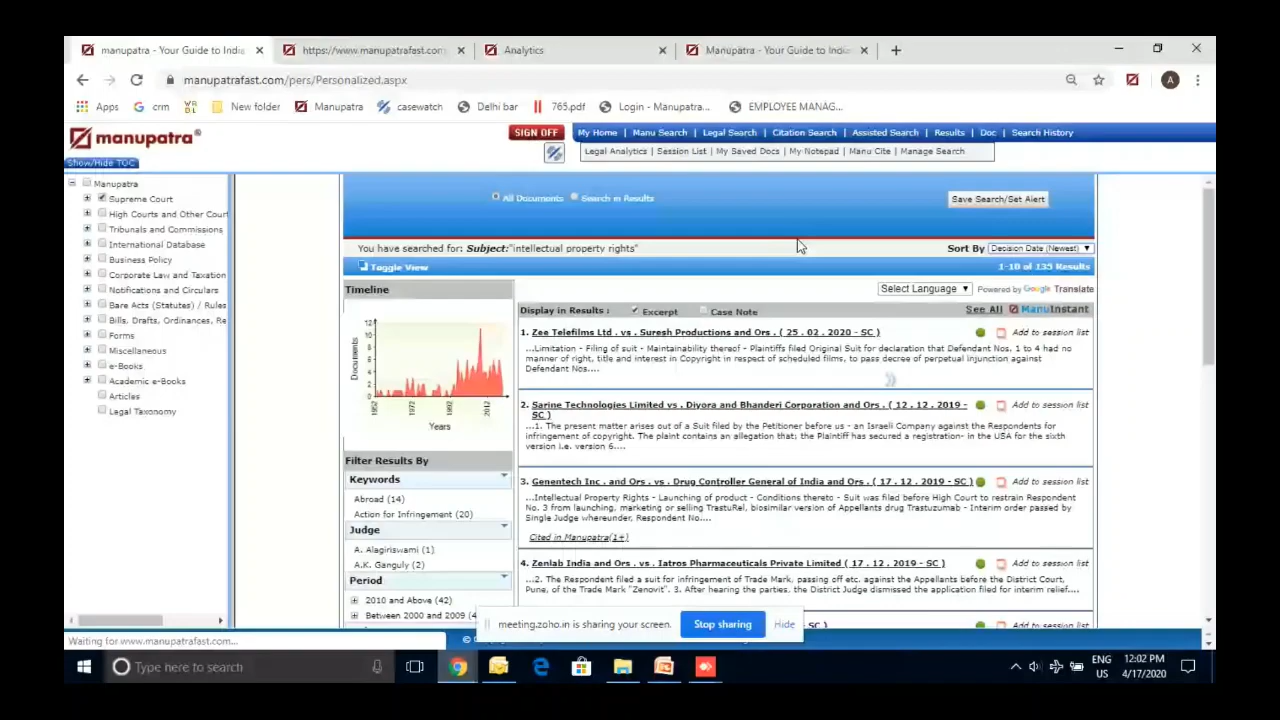 manupatra - Your Guide to India
https://www.manupatrafast.com
Analytics
Manupatra - Your Guide to India
manupatrafast.com/pers/Personalized.aspx
A
Apps
crm
New folder
Manupatra
casewatch
Delhi bar
765.pdf
Login - Manupatra...
EMPLOYEE MANAG...
manupatra®
SIGN OFF
My Home | Manu Search | Legal Search | Citation Search | Assisted Search | Results | Doc | Search History
Legal Analytics | Session List | My Saved Docs | My Notepad | Manu Cite | Manage Search
Show/Hide TOC
Manupatra
Supreme Court
High Courts and Other Court
Tribunals and Commissions
International Database
Business Policy
Corporate Law and Taxation
Notifications and Circulars
Bare Acts (Statutes) / Rules
Bills, Drafts, Ordinances, Re
Forms
Miscellaneous
e-Books
Academic e-Books
Articles
Legal Taxonomy
All Documents
Search in Results
Save Search/Set Alert
You have searched for: Subject:"intellectual property rights"
Sort By
Decision Date (Newest)
Toggle View
1-10 of 135 Results
Select Language
Powered by Google Translate
Timeline
12
10
8
6
4
2
0
Documents
1952
1972
1992
2012
Years
Display in Results :
Excerpt
Case Note
See All
ManuInstant
1. Zee Telefilms Ltd . vs . Suresh Productions and Ors . ( 25 . 02 . 2020 - SC )
Add to session list
...Limitation - Filing of suit - Maintainability thereof - Plaintiffs filed Original Suit for declaration that Defendant Nos. 1 to 4 had no
manner of right, title and interest in Copyright in respect of scheduled films, to pass decree of perpetual injunction against
Defendant Nos....
2. Sarine Technologies Limited vs . Diyora and Bhanderi Corporation and Ors . ( 12 . 12 . 2019 -
SC )
Add to session list
...1. The present matter arises out of a Suit filed by the Petitioner before us - an Israeli Company against the Respondents for
infringement of copyright. The plaint contains an allegation that; the Plaintiff has secured a registration- in the USA for the sixth
version i.e. version 6....
3. Genentech Inc . and Ors . vs . Drug Controller General of India and Ors . ( 17 . 12 . 2019 - SC )
Add to session list
...Intellectual Property Rights - Launching of product - Conditions thereto - Suit was filed before High Court to restrain Respondent
No. 3 from launching, marketing or selling TrastuRel, biosimilar version of Appellants drug Trastuzumab - Interim order passed by
Single Judge whereunder, Respondent No....
Cited in Manupatra(1+)
4. Zenlab India and Ors . vs . Iatros Pharmaceuticals Private Limited ( 17 . 12 . 2019 - SC )
Add to session list
...2. The Respondent filed a suit for infringement of Trade Mark, passing off etc. against the Appellants before the District Court,
Pune, of the Trade Mark "Zenovit". 3. After hearing the parties, the District Judge dismissed the application filed for interim relief...
SC )
Add to session list
Filter Results By
Keywords
Abroad (14)
Action for Infringement (20)
Judge
A. Alagiriswami (1)
A.K. Ganguly (2)
Period
2010 and Above (42)
Between 2000 and 2009 (4
meeting.zoho.in is sharing your screen.
Stop sharing
Hide
Waiting for www.manupatrafast.com...
Type here to search
ENG
US
12:02 PM
4/17/2020